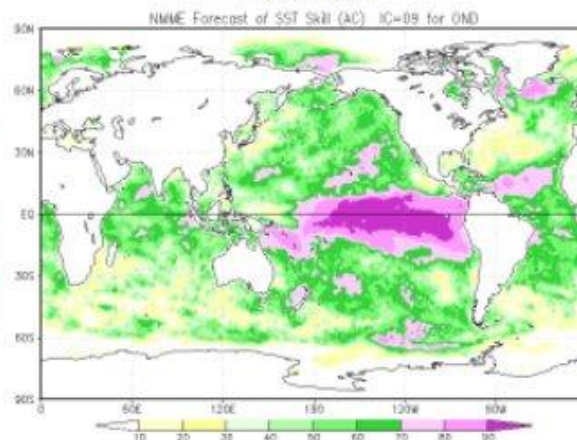 NMME Forecast of SST Skill (AC) IC=09 for OND
90N
60N
30N
EQ
30S
60S
90S
0 60E 120E 180 120W 60W
10 20 30 40 50 60 70 80 90